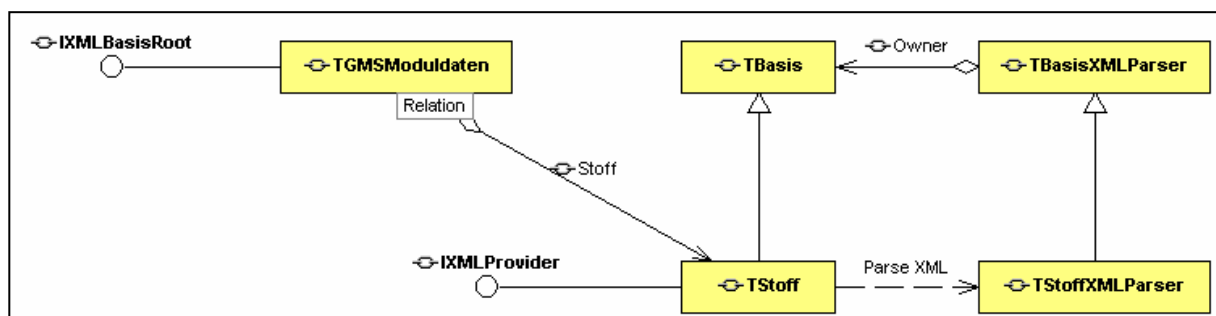 IXMLBasisRoot
TGMSModuldaten
TBasis
Owner
TBasisXMLParser
Relation
Stoff
IXMLProvider
TStoff
Parse XML
TStoffXMLParser